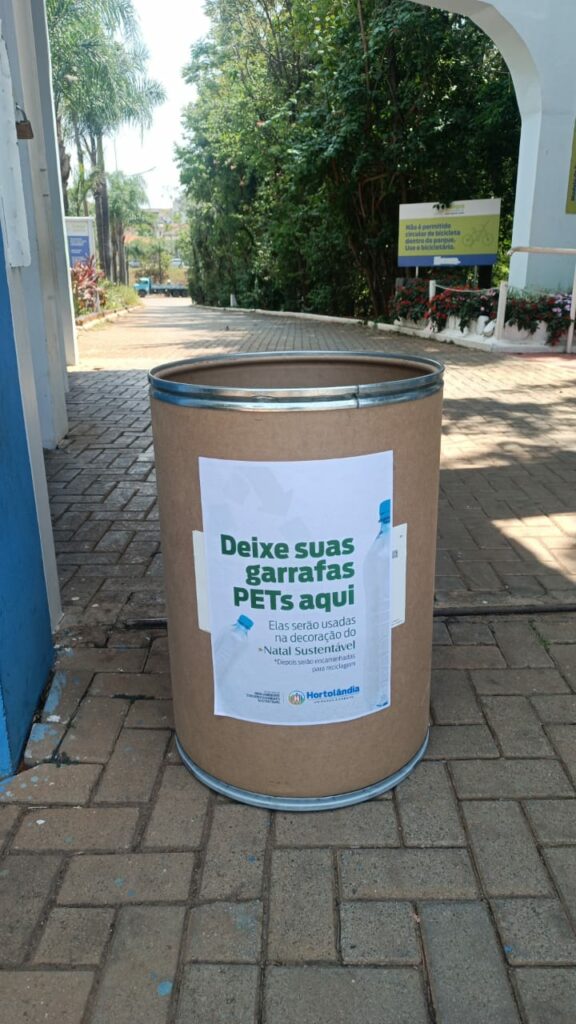 Não é permitido
circular de bicicleta
dentro do parque.
Use o bicicletário.
Deixe suas
garrafas
PETs aqui
Elas serão usadas
na decoração do
*Natal Sustentável
*Depois serão encaminhadas
para reciclagem
Hortolândia